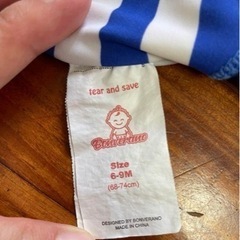 tear and save
Bonverano
Size
6-9M
(68-74cm)
DESIGNED BY BONVERANO
MADE IN CHINA